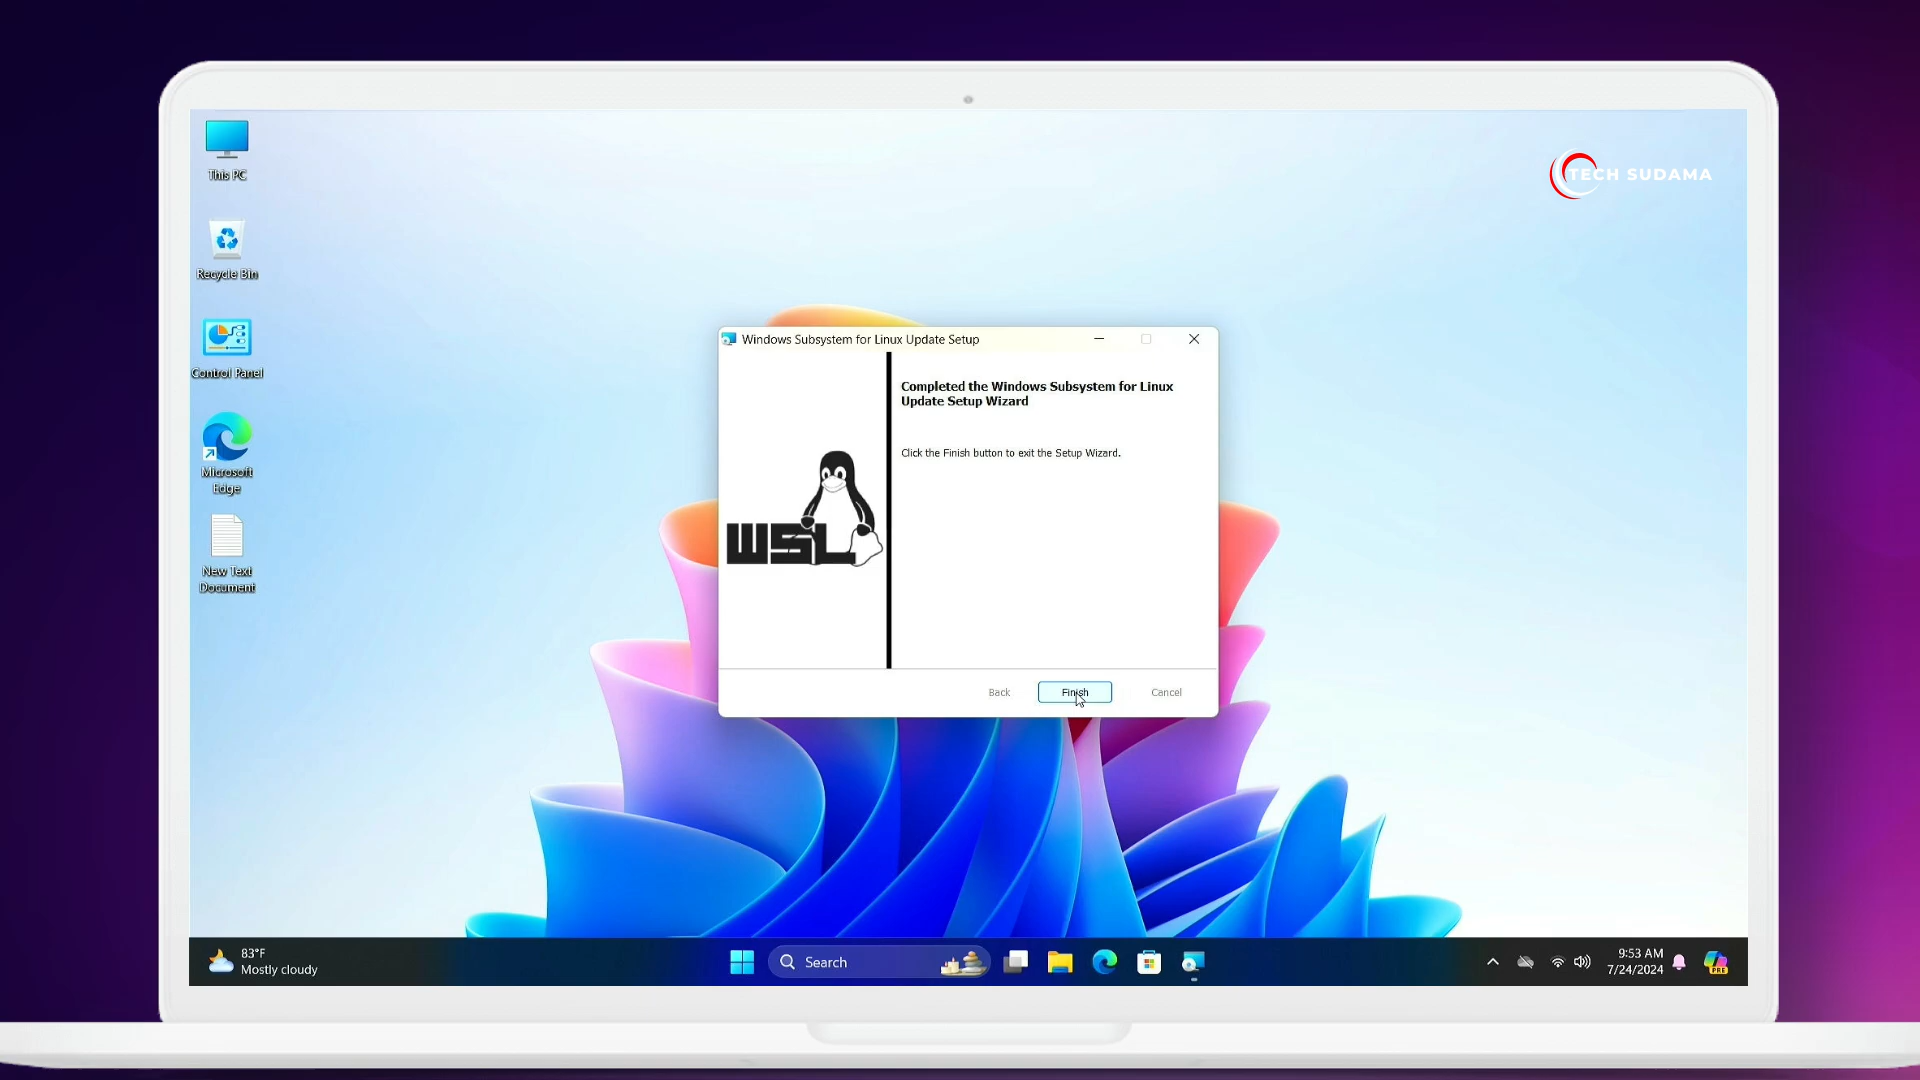 This PC
Recycle Bin
Control Panel
Microsoft
Edge
New Text
Document
TECH SUDAMA
Windows Subsystem for Linux Update Setup
Completed the Windows Subsystem for Linux
Update Setup Wizard
Click the Finish button to exit the Setup Wizard.
WSL
Back
Finish
Cancel
83°F
Mostly cloudy
Search
9:53 AM
7/24/2024
PRE